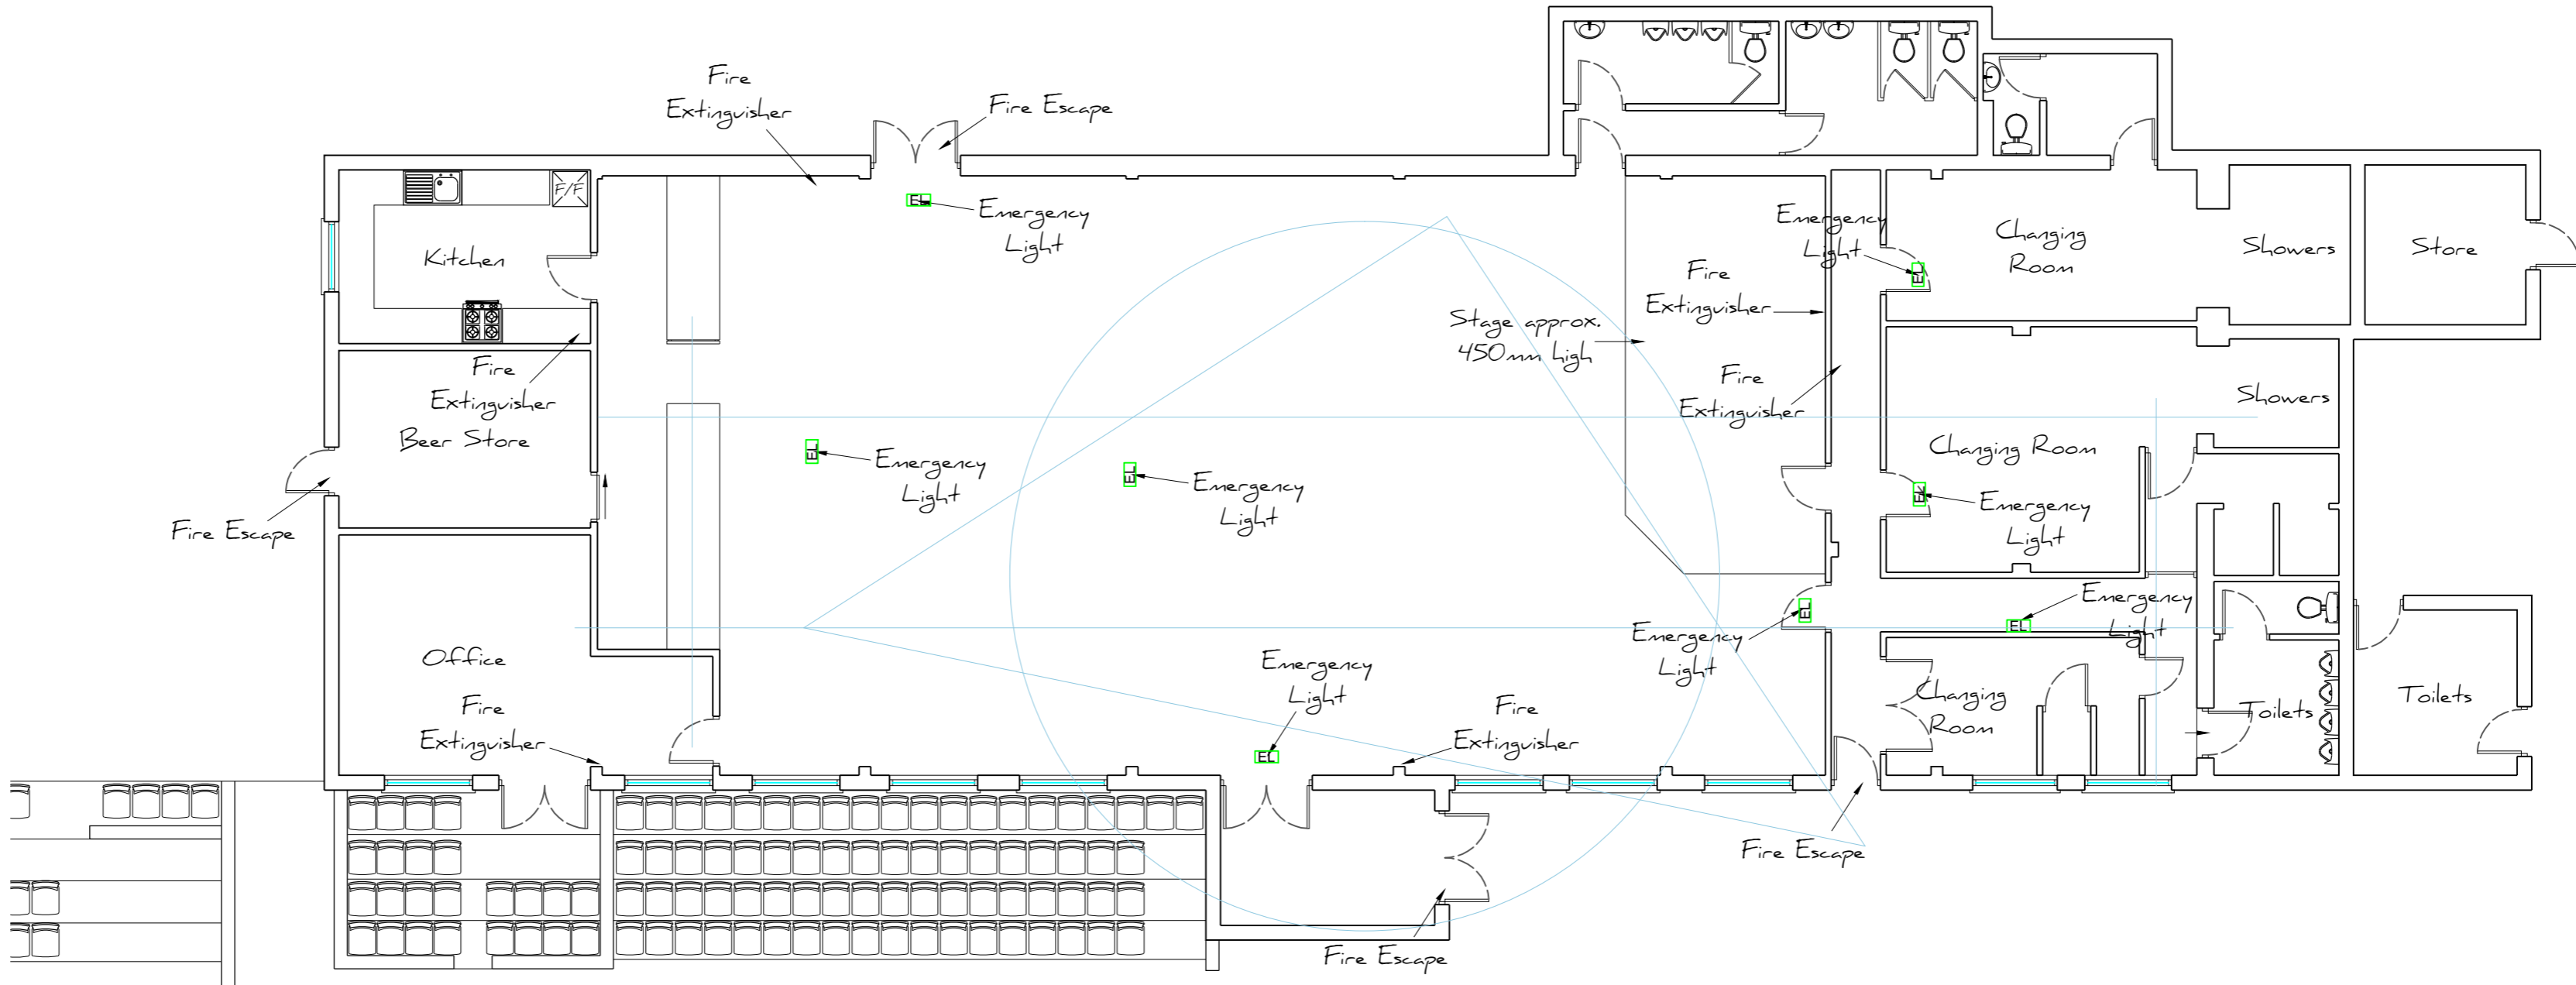 Fire
Extinguisher
Fire Escape
F/F
EL
Emergency
Light
Kitchen
Emergency
Light
EL
Changing
Room
Showers
Store
Fire
Extinguisher
Stage approx.
450mm high
Fire
Extinguisher
Fire
Extinguisher
Beer Store
Showers
EL
Emergency
Light
EL
Emergency
Light
Changing Room
EL
Emergency
Light
Fire Escape
EL
Emergency
Light
EL
Emergency
Light
Office
Emergency
Light
EL
Fire
Extinguisher
Fire
Extinguisher
Changing
Room
Toilets
Toilets
Fire Escape
Fire Escape